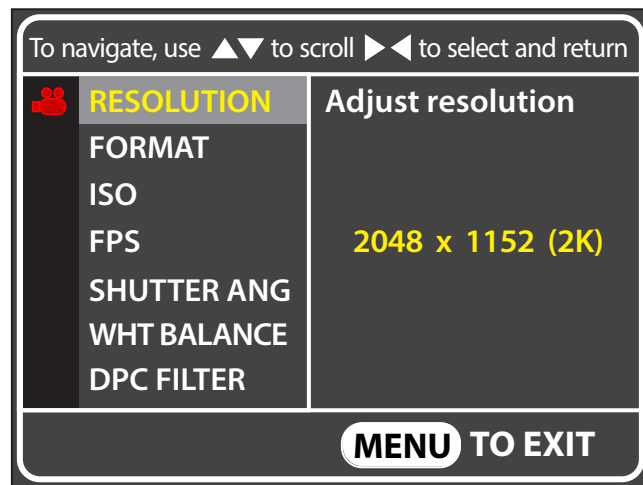 To navigate, use ▲▼ to scroll ▶◀ to select and return
RESOLUTION
FORMAT
ISO
FPS
SHUTTER ANG
WHT BALANCE
DPC FILTER
Adjust resolution
2048 x 1152 (2K)
MENU TO EXIT